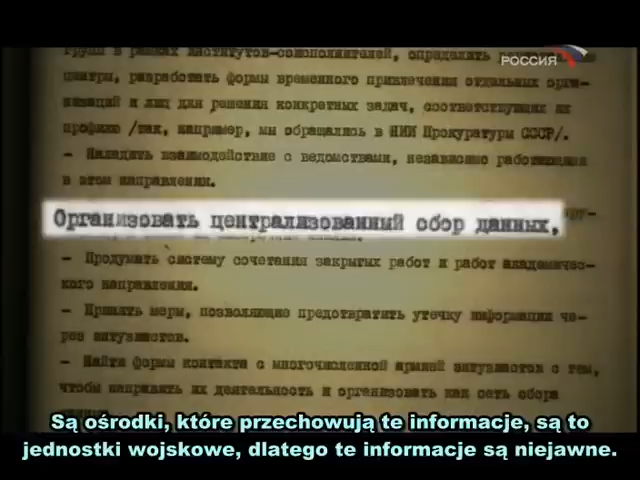 РОССИЯ
групп в рамках институтов-соисполнителей, определить
центры, разработать формы временного привлечения отдельных орга-
низаций и лиц для решения конкретных задач, соответствующих их
профилю /так, например, мы обращались в НИИ Прокуратуры СССР/.
- Наладить взаимодействие с ведомствами, независимо работающими
в этом направлении.
Организовать централизованный сбор данных,
- Продумать систему сочетания закрытых работ и работ академичес-
кого направления.
- Принять меры, позволяющие предотвратить утечку информации че-
рез энтузиастов.
- Найти формы контакта с многочисленной армией энтузиастов с тем,
чтобы направить их деятельность и организовать как сеть сбора
Są ośrodki, które przechowują te informacje, są to
jednostki wojskowe, dlatego te informacje są niejawne.